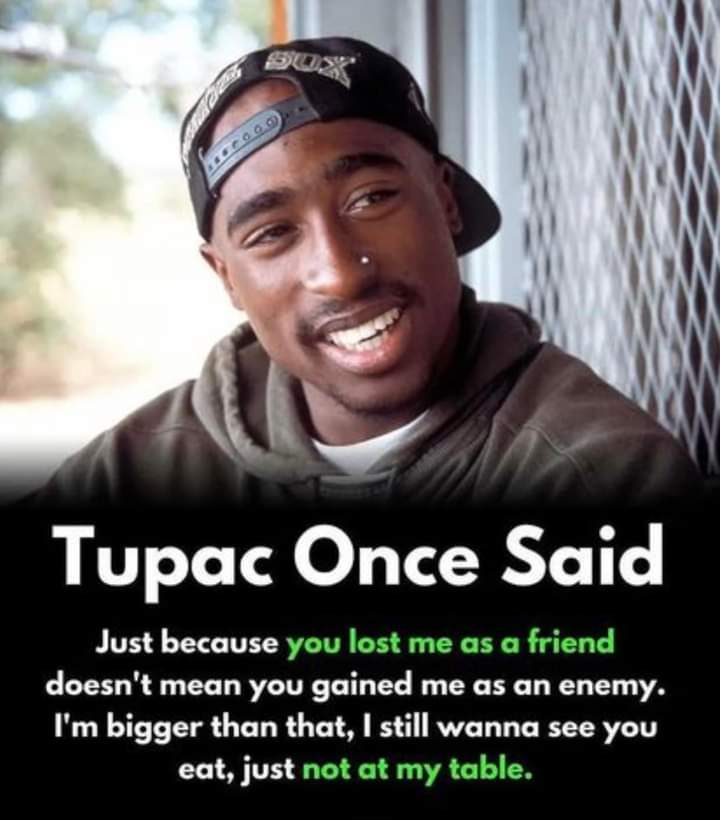 SOX
Tupac Once Said
Just because you lost me as a friend
doesn't mean you gained me as an enemy.
I'm bigger than that, I still wanna see you
eat, just not at my table.